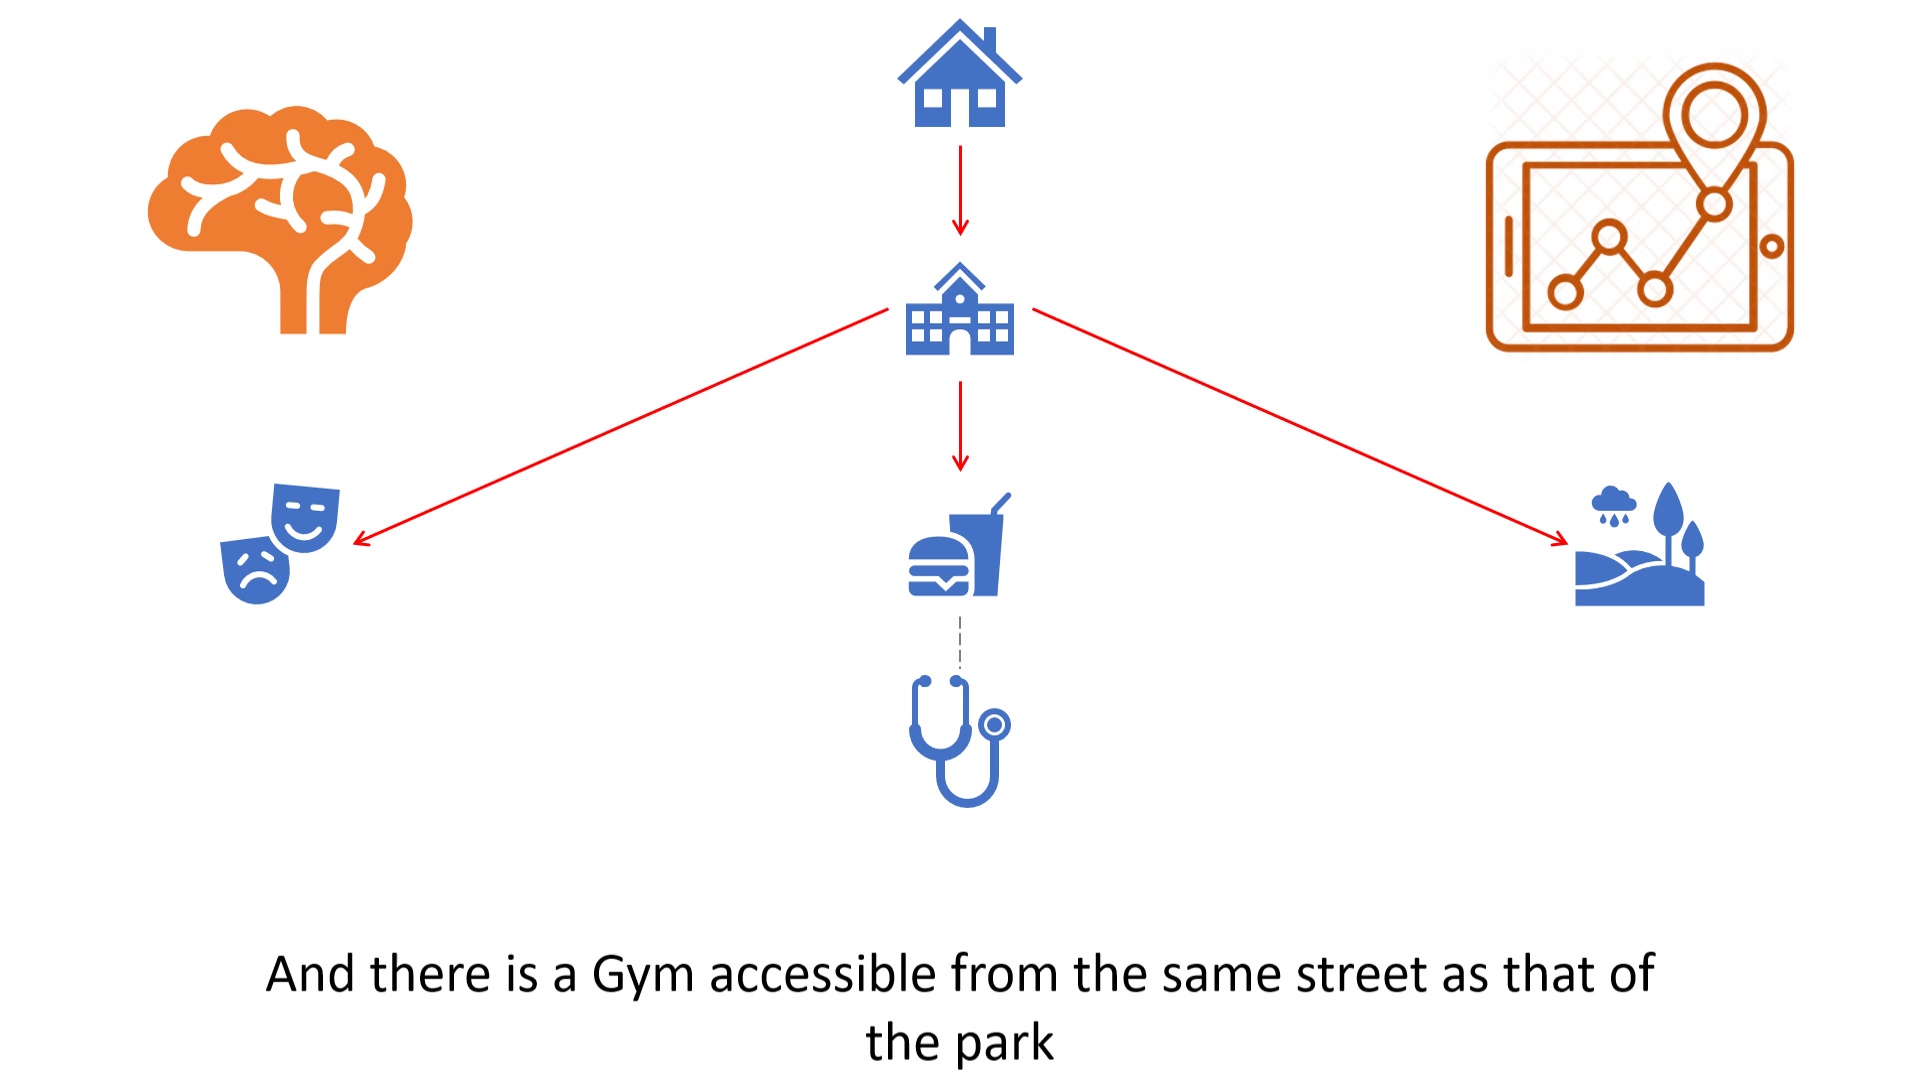 And there is a Gym accessible from the same street as that of
the park